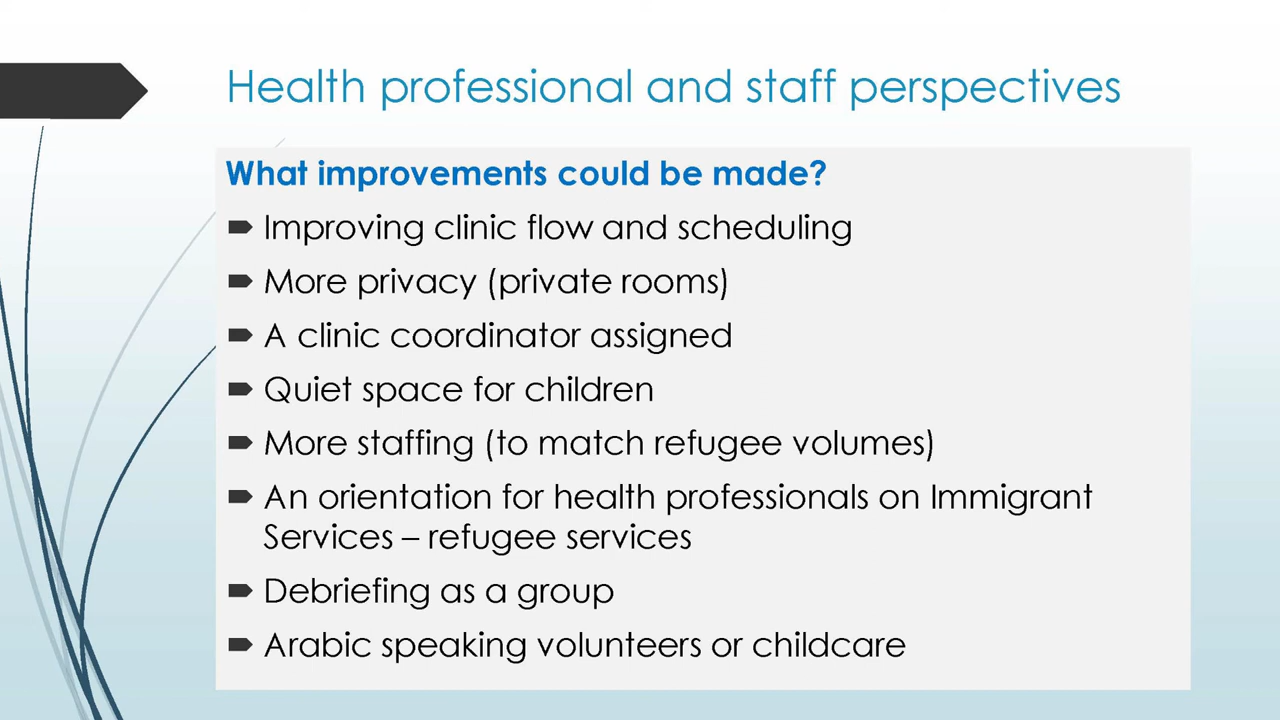 Health professional and staff perspectives
What improvements could be made?
Improving clinic flow and scheduling
More privacy (private rooms)
A clinic coordinator assigned
Quiet space for children
More staffing (to match refugee volumes)
An orientation for health professionals on Immigrant
Services – refugee services
Debriefing as a group
Arabic speaking volunteers or childcare